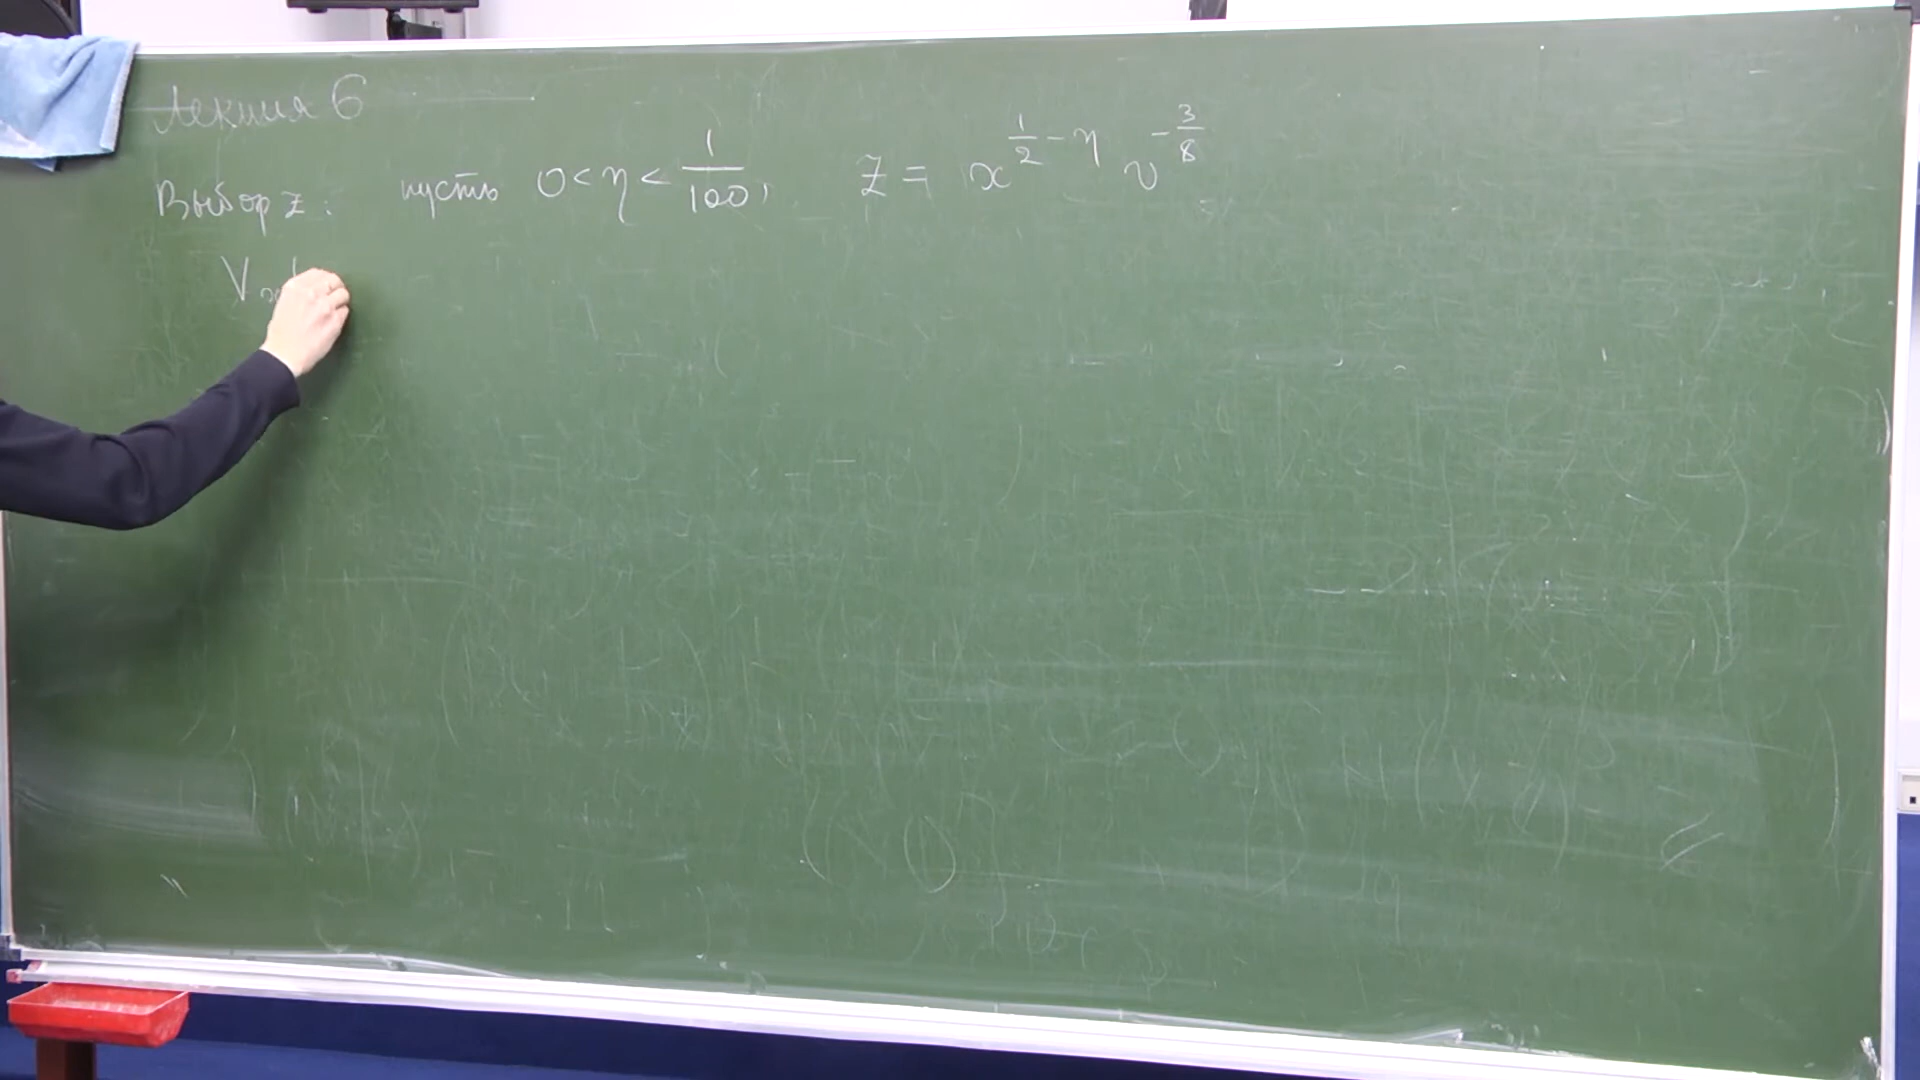 Лекция 6
Выбор z: пусть 0 < η < 1/100, z = x^{1/2 - η} v^{-3/8}
V